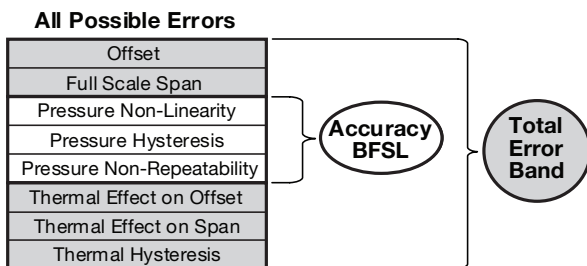 All Possible Errors
Offset
Full Scale Span
Pressure Non-Linearity
Pressure Hysteresis
Pressure Non-Repeatability
Thermal Effect on Offset
Thermal Effect on Span
Thermal Hysteresis
Accuracy
BFSL
Total
Error
Band